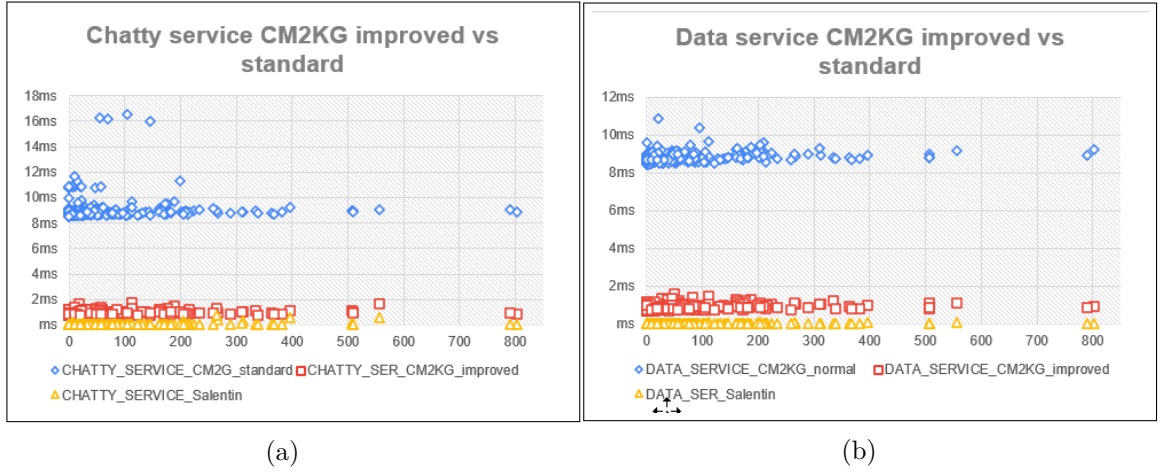 Chatty service CM2KG improved vs
standard
18ms
16ms
14ms
12ms
10ms
8ms
6ms
4ms
2ms
ms
0 100 200 300 400 500 600 700 800
CHATTY_SERVICE_CM2G_standard CHATTY_SER_CM2KG_improved
CHATTY_SERVICE_Salentin
(a)
Data service CM2KG improved vs
standard
12ms
10ms
8ms
6ms
4ms
2ms
ms
0 100 200 300 400 500 600 700 800
DATA_SERVICE_CM2KG_normal DATA_SERVICE_CM2KG_improved
DATA_SER_Salentin
(b)